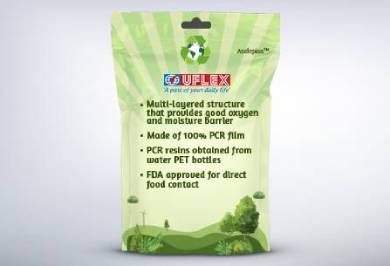 UFLEX
'A part of your daily life'
• Multi-layered structure
that provides good oxygen
and moisture barrier
• Made of 100% PCR film
• PCR resins obtained from
water PET bottles
• FDA approved for direct
food contact